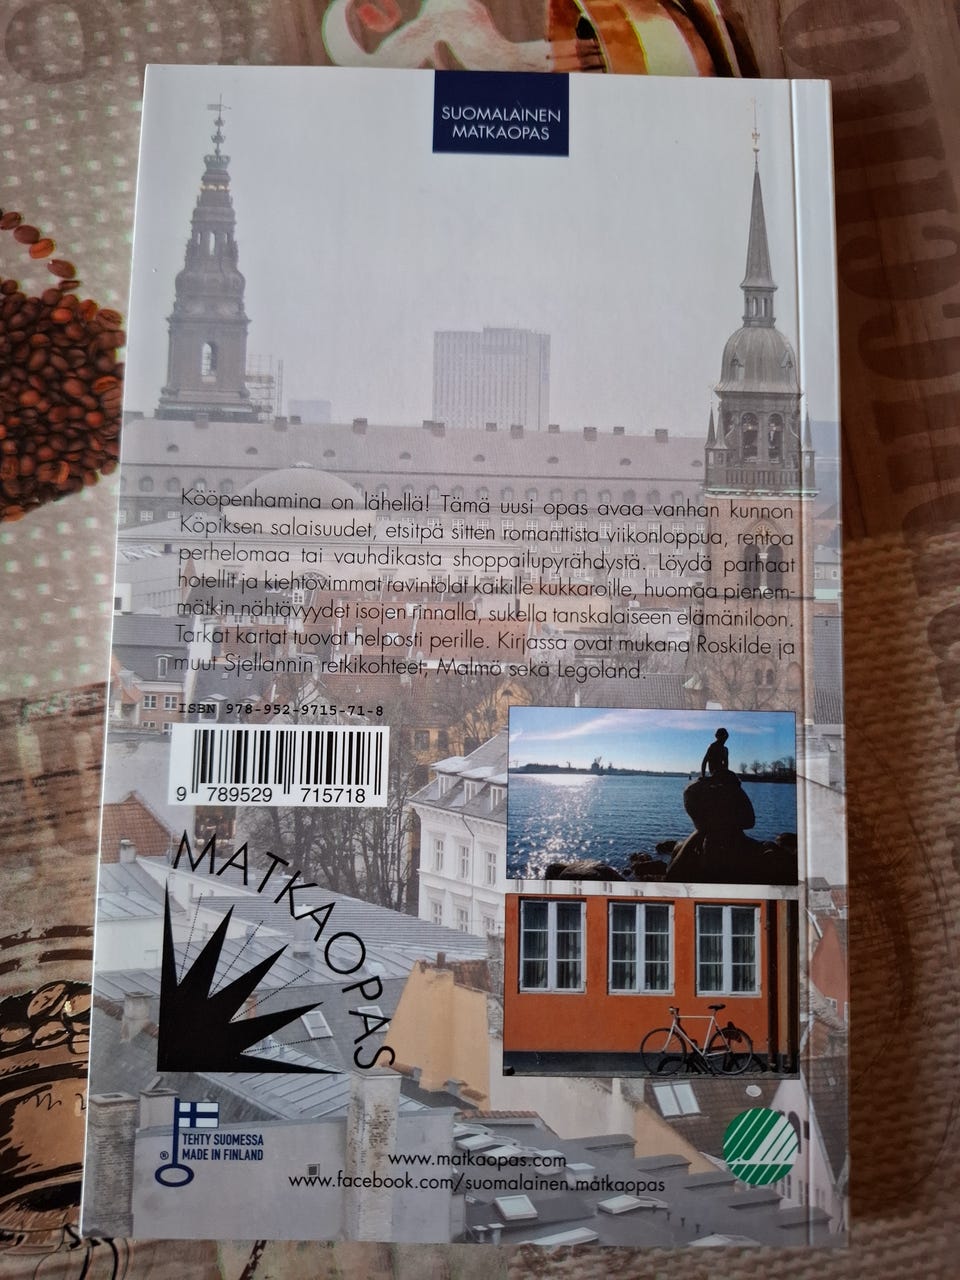 SUOMALAINEN
MATKAOPAS
Kööpenhamina on lähellä! Tämä uusi opas avaa vanhan kunnon
Köpiksen salaisuudet, etsitpä sitten romanttista viikonloppua, rentoa
perhelomaa tai vauhdikasta shoppailupyrähdystä. Löydä parhaat
hotellit ja kiehtovimmat ravintolat kaikille kukkaroille, huomaa pienem-
mätkin nähtävyydet isojen rinnalla, sukella tanskalaiseen elämäniloon.
Tarkat kartat tuovat helposti perille. Kirjassa ovat mukana Roskilde ja
muut Sjellannin retkikohteet, Malmö sekä Legoland.
ISBN 978-952-9715-71-8
9 789529 715718
MATKAOPAS
® TEHTY SUOMESSA
MADE IN FINLAND
www.matkaopas.com
www.facebook.com/suomalainen.matkaopas